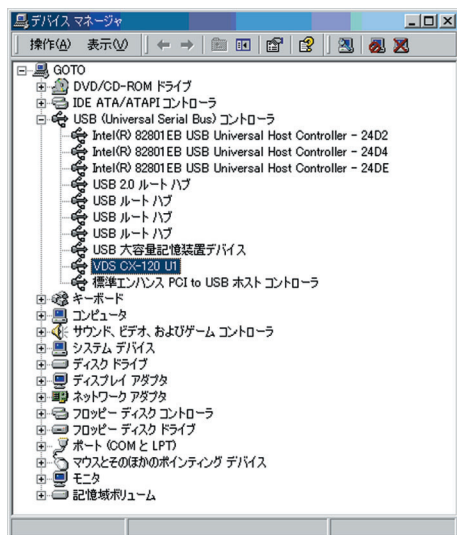 デバイス マネージャ
操作(A) 表示(V)
GOTO
DVD/CD-ROM ドライブ
IDE ATA/ATAPI コントローラ
USB (Universal Serial Bus) コントローラ
Intel(R) 82801EB USB Universal Host Controller - 24D2
Intel(R) 82801EB USB Universal Host Controller - 24D4
Intel(R) 82801EB USB Universal Host Controller - 24DE
USB 2.0 ルート ハブ
USB ルート ハブ
USB ルート ハブ
USB ルート ハブ
USB 大容量記憶装置デバイス
VDS CX-120 U1
標準エンハンス PCI to USB ホスト コントローラ
キーボード
コンピュータ
サウンド、ビデオ、およびゲーム コントローラ
システム デバイス
ディスク ドライブ
ディスプレイ アダプタ
ネットワーク アダプタ
フロッピー ディスク コントローラ
フロッピー ディスク ドライブ
ポート (COM と LPT)
マウスとそのほかのポインティング デバイス
モニタ
記憶域ボリューム